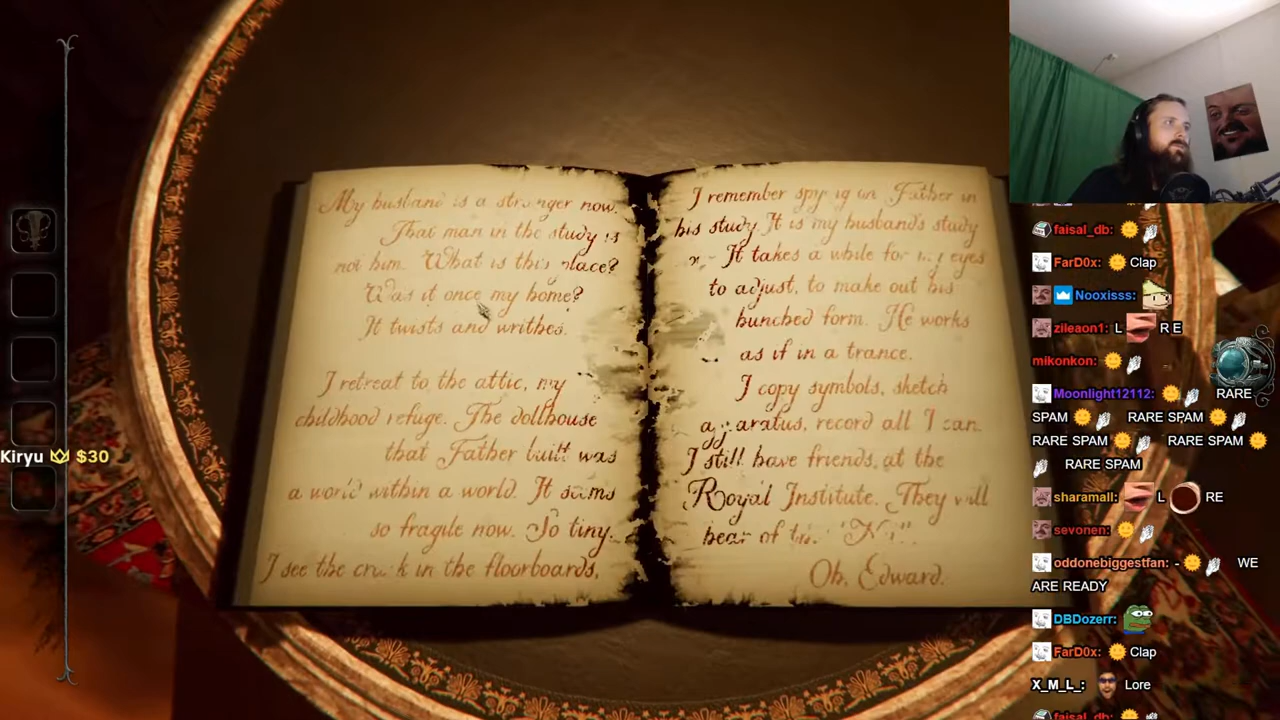 My husband is a stranger now.
That man in the study is
not him. What is this place?
Was it once my home?
It twists and writhes.
I retreat to the attic, my
childhood refuge. The dollhouse
that Father built was
a world within a world. It seems
so fragile now. So tiny.
I see the crack in the floorboards,
I remember spying on Father in
his study. It is my husband's study
It takes a while for my eyes
to adjust, to make out his
hunched form. He works
as if in a trance.
I copy symbols, sketch
apparatus, record all I can.
I still have friends, at the
Royal Institute. They will
hear of
Oh, Edward.
Kiryu $30
faisal_db:
FarD0x: Clap
Nooxisss:
zileaon1: L R E
mikonkon:
Moonlight12112: RARE
SPAM RARE SPAM
RARE SPAM RARE SPAM
RARE SPAM
sharamall: L RE
sevonen:
oddonebiggestfan: - WE
ARE READY
DBDozerr:
FarD0x: Clap
X_M_L_: Lore
faisal_db: